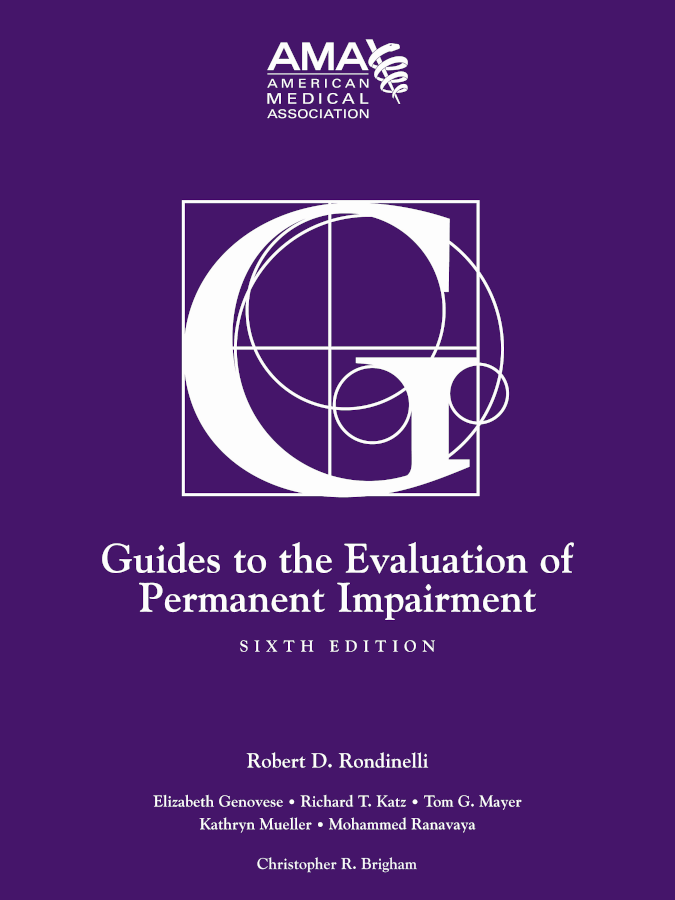 AMA
AMERICAN
MEDICAL
ASSOCIATION
G
Guides to the Evaluation of
Permanent Impairment
SIXTH EDITION
Robert D. Rondinelli
Elizabeth Genovese • Richard T. Katz • Tom G. Mayer
Kathryn Mueller • Mohammed Ranavaya
Christopher R. Brigham